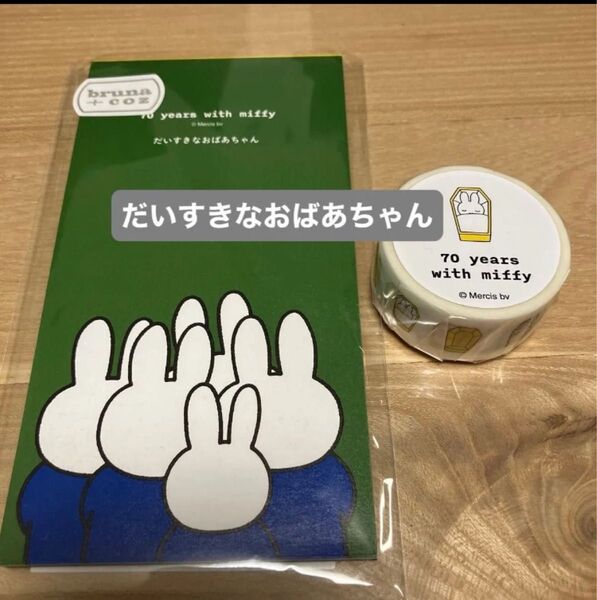 bruna
+ coz
70 years with miffy
© Mercis bv
だいすきなおばあちゃん
だいすきなおばあちゃん
70 years
with miffy
© Mercis bv